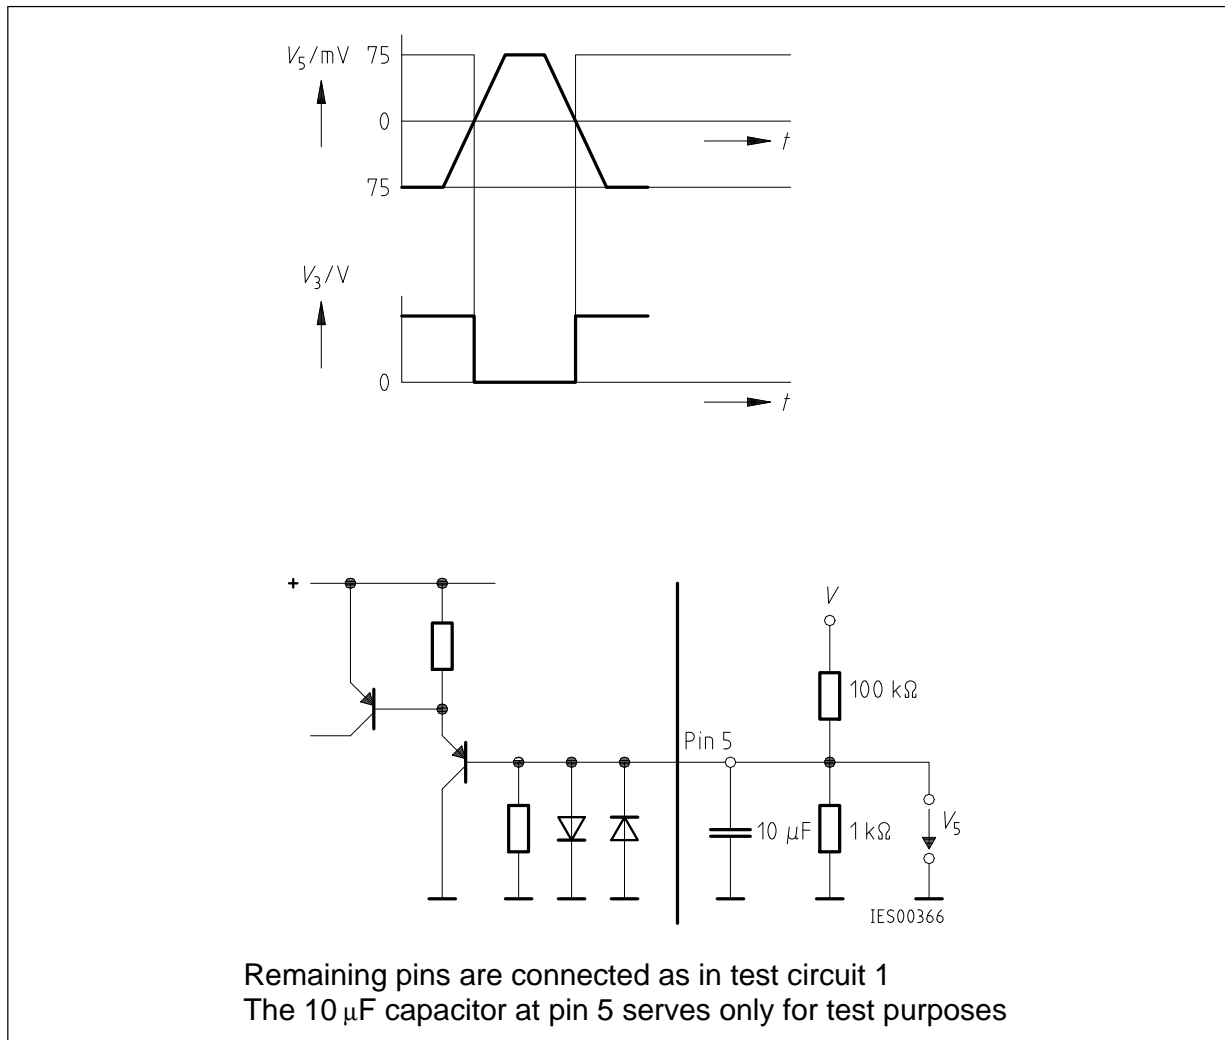 V₅/mV
75
0
t
75
V₃/V
0
t
+
V
100 kΩ
Pin 5
10 µF
1 kΩ
V₅
IES00366
Remaining pins are connected as in test circuit 1
The 10 µF capacitor at pin 5 serves only for test purposes